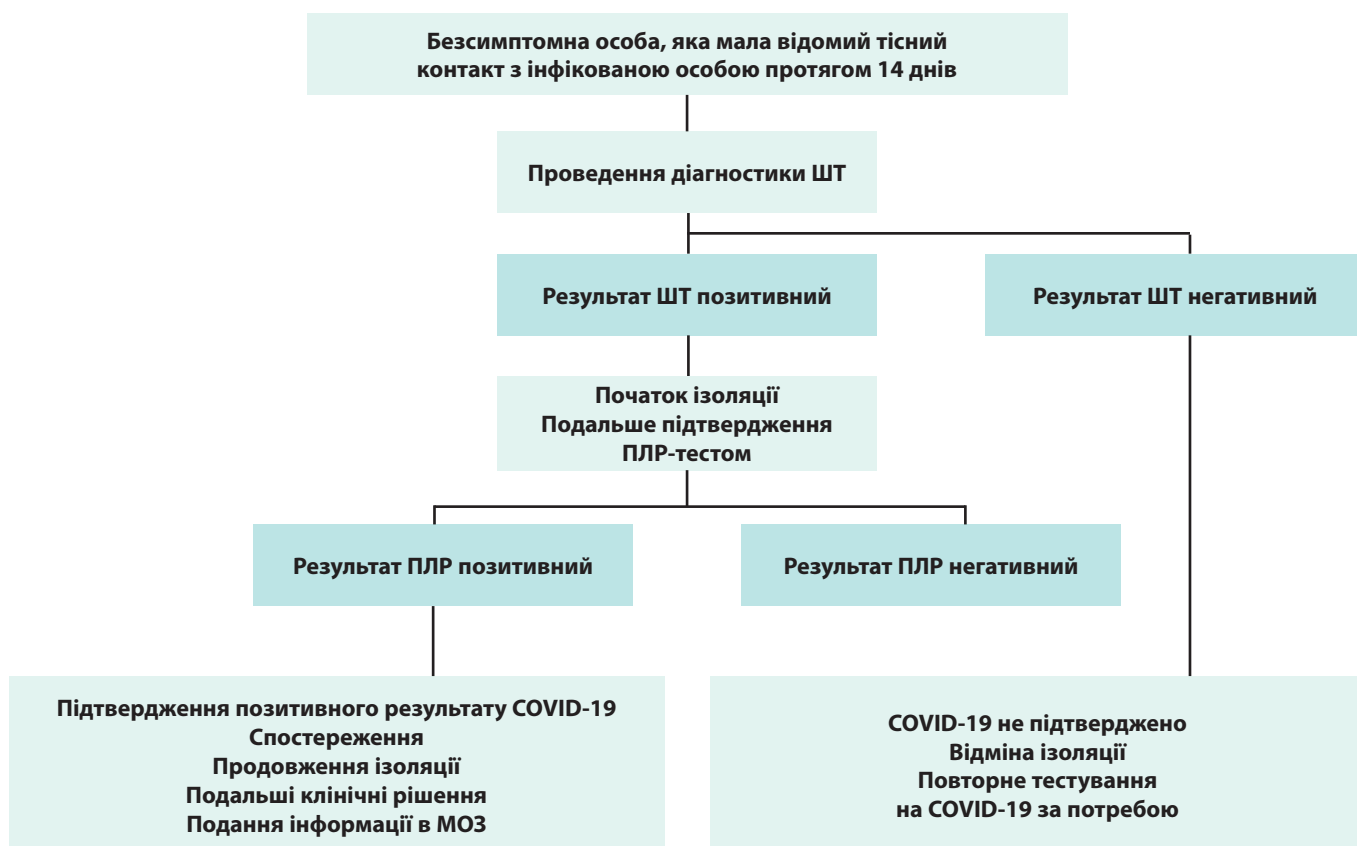 Безсимптомна особа, яка мала відомий тісний
контакт з інфікованою особою протягом 14 днів
Проведення діагностики ШТ
Результат ШТ позитивний
Результат ШТ негативний
Початок ізоляції
Подальше підтвердження
ПЛР-тестом
Результат ПЛР позитивний
Результат ПЛР негативний
Підтвердження позитивного результату COVID-19
Спостереження
Продовження ізоляції
Подальші клінічні рішення
Подання інформації в МОЗ
COVID-19 не підтверджено
Відміна ізоляції
Повторне тестування
на COVID-19 за потребою